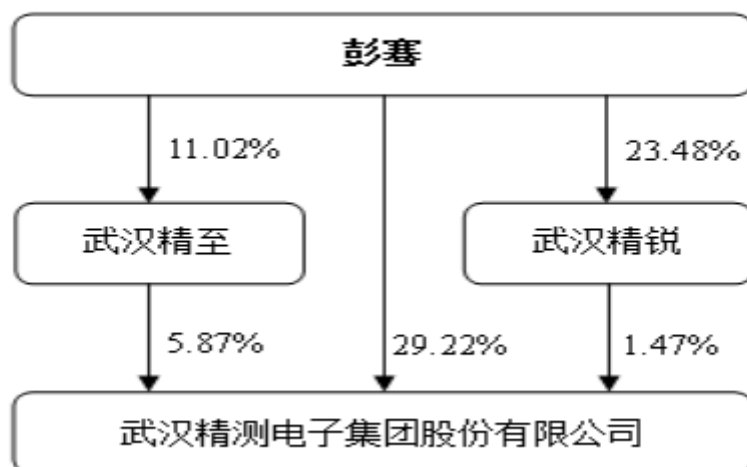 彭骞
11.02%
23.48%
武汉精至
武汉精锐
5.87%
29.22%
1.47%
武汉精测电子集团股份有限公司